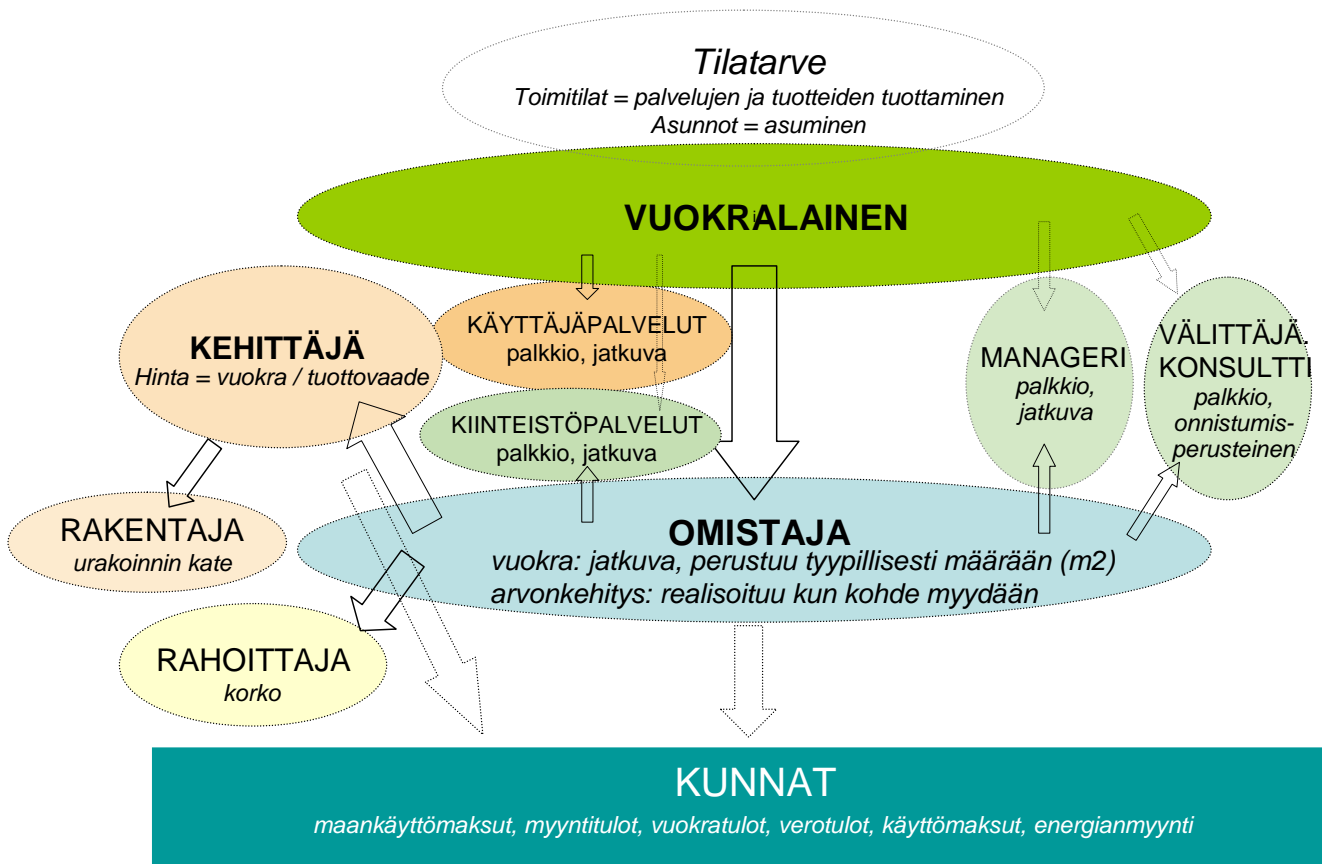 Tilatarve
Toimitilat = palvelujen ja tuotteiden tuottaminen
Asunnot = asuminen
VUOKRALAINEN
i
KEHITTÄJÄ
Hinta = vuokra / tuottovaade
KÄYTTÄJÄPALVELUT
palkkio, jatkuva
KIINTEISTÖPALVELUT
palkkio, jatkuva
MANAGERI
palkkio,
jatkuva
VÄLITTÄJÄ.
KONSULTTI
palkkio,
onnistumis-
perusteinen
RAKENTAJA
urakoinnin kate
OMISTAJA
vuokra: jatkuva, perustuu tyypillisesti määrään (m2)
arvonkehitys: realisoituu kun kohde myydään
RAHOITTAJA
korko
KUNNAT
maankäyttömaksut, myyntitulot, vuokratulot, verotulot, käyttömaksut, energianmyynti